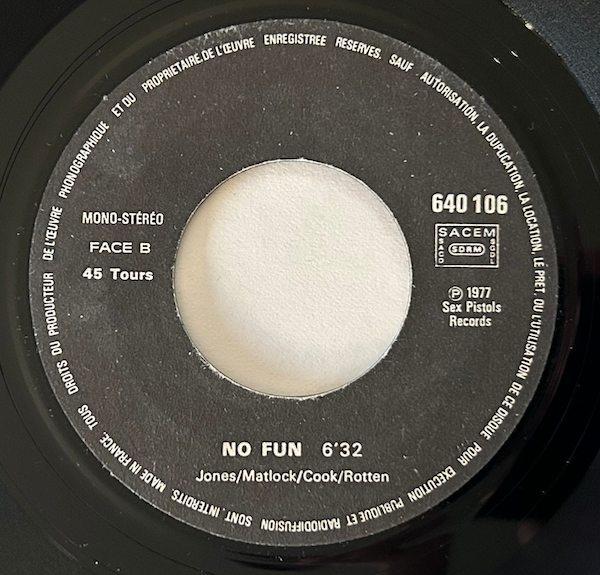 MADE IN FRANCE. TOUS DROITS DU PRODUCTEUR DE L'ŒUVRE PHONOGRAPHIQUE ET DU PROPRIETAIRE DE L'ŒUVRE ENREGISTREE RESERVES. SAUF AUTORISATION, LA DUPLICATION, LA LOCATION, LE PRET, OU L'UTILISATION DE CE DISQUE POUR EXECUTION PUBLIQUE ET RADIODIFFUSION SONT INTERDITS
MONO-STÉRÉO
FACE B
45 Tours
640 106
SACEM
SACD
SDRM
SGDL
℗ 1977
Sex Pistols
Records
NO FUN 6'32
Jones/Matlock/Cook/Rotten